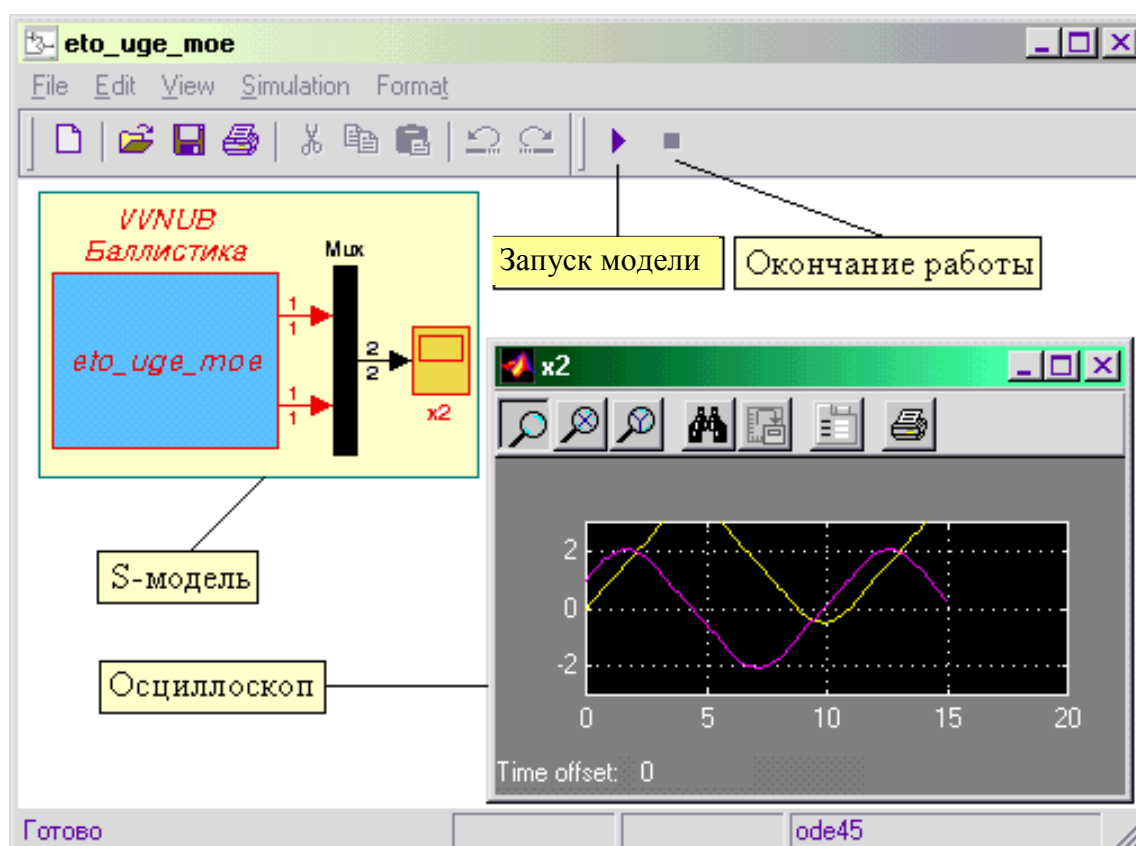 eto_uge_moe
File Edit View Simulation Format
VVNUB
Баллистика
Mux
eto_uge_moe
1
1
1
1
2
2
x2
Запуск модели
Окончание работы
S-модель
Осциллоскоп
x2
2
0
-2
0 5 10 15 20
Time offset: 0
Готово ode45